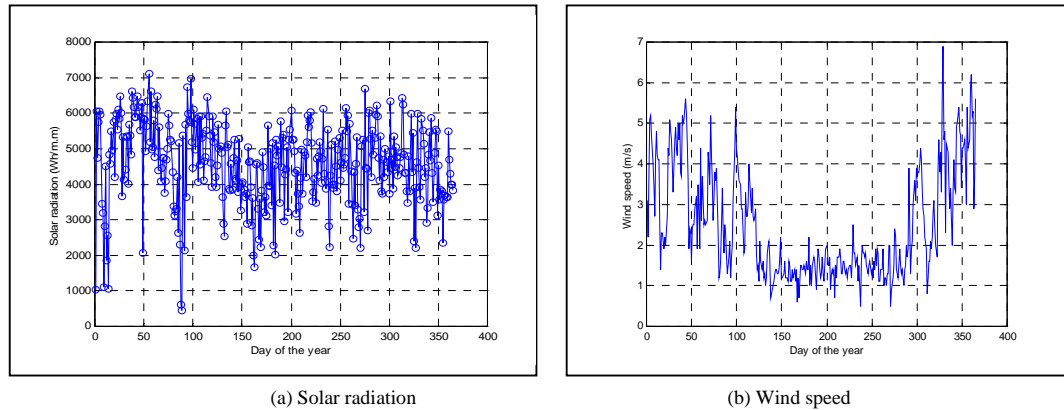 8000
7000
6000
5000
4000
3000
2000
1000
0
Solar radiation (Wh/m.m)
0 50 100 150 200 250 300 350 400
Day of the year
(a) Solar radiation
7
6
5
4
3
2
1
0
Wind speed (m/s)
0 50 100 150 200 250 300 350 400
Day of the year
(b) Wind speed